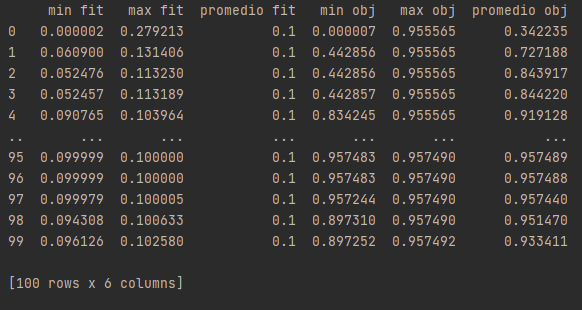 min fit max fit promedio fit min obj max obj promedio obj
0 0.000002 0.279213 0.1 0.000007 0.955565 0.342235
1 0.060900 0.131406 0.1 0.442856 0.955565 0.727188
2 0.052476 0.113230 0.1 0.442856 0.955565 0.843917
3 0.052457 0.113189 0.1 0.442857 0.955565 0.844220
4 0.090765 0.103964 0.1 0.834245 0.955565 0.919128
.. ... ... ... ... ... ...
95 0.099999 0.100000 0.1 0.957483 0.957490 0.957489
96 0.099999 0.100000 0.1 0.957483 0.957490 0.957488
97 0.099979 0.100005 0.1 0.957244 0.957490 0.957440
98 0.094308 0.100633 0.1 0.897310 0.957490 0.951470
99 0.096126 0.102580 0.1 0.897252 0.957492 0.933411
[100 rows x 6 columns]